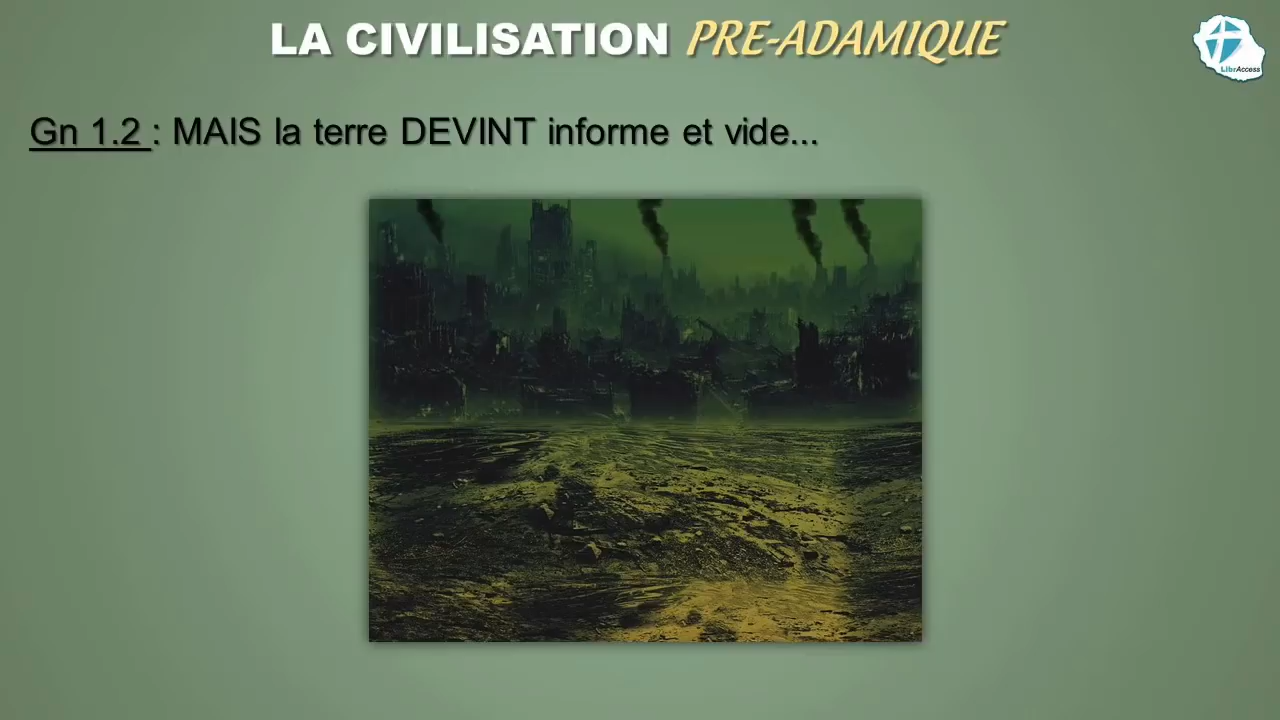 LA CIVILISATION PRE-ADAMIQUE
LibrAccess
Gn 1.2 : MAIS la terre DEVINT informe et vide...